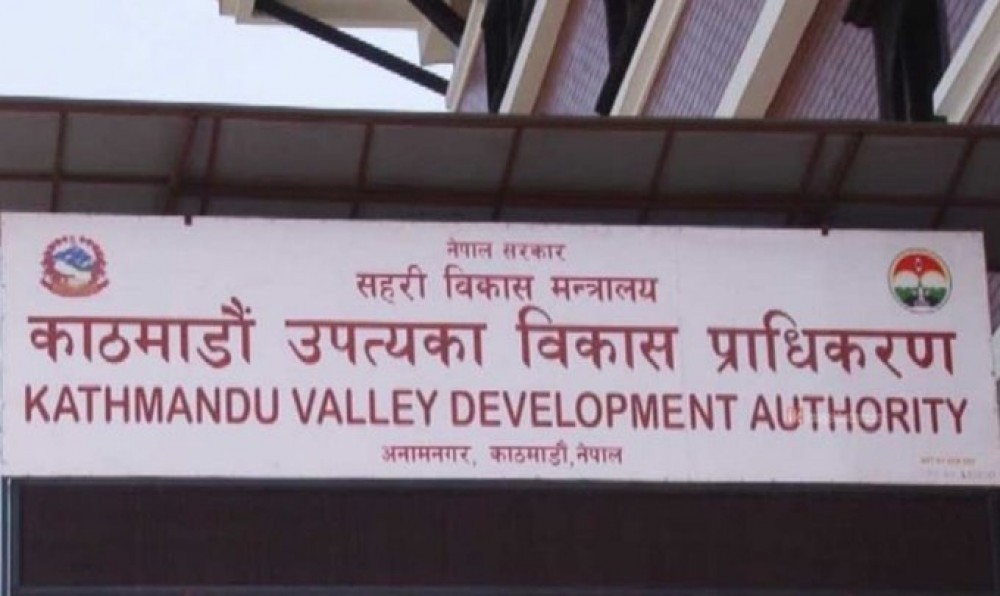 नेपाल सरकार
सहरी विकास मन्त्रालय
काठमाडौं उपत्यका विकास प्राधिकरण
KATHMANDU VALLEY DEVELOPMENT AUTHORITY
अनामनगर, काठमाडौं, नेपाल